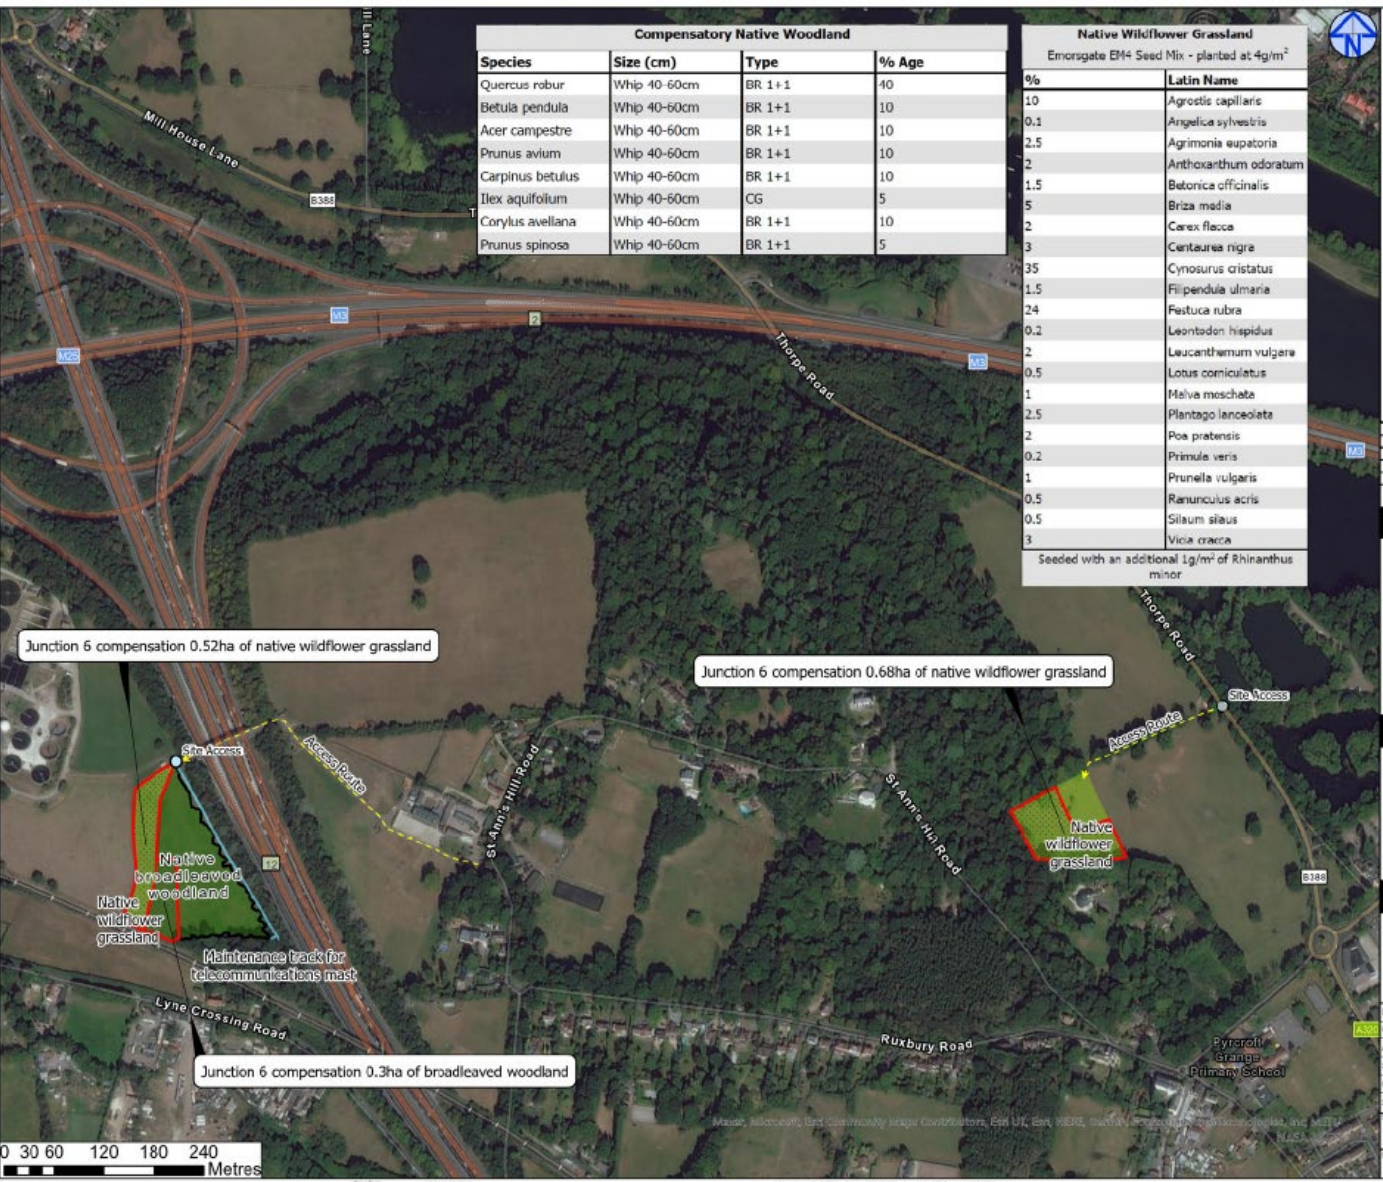 ill Lane
Mill House Lane
B388
T
Compensatory Native Woodland
Species Size (cm) Type % Age
Quercus robur Whip 40-60cm BR 1+1 40
Betula pendula Whip 40-60cm BR 1+1 10
Acer campestre Whip 40-60cm BR 1+1 10
Prunus avium Whip 40-60cm BR 1+1 10
Carpinus betulus Whip 40-60cm BR 1+1 10
Ilex aquifolium Whip 40-60cm CG 5
Corylus avellana Whip 40-60cm BR 1+1 10
Prunus spinosa Whip 40-60cm BR 1+1 5
Native Wildflower Grassland
Emorsgate EM4 Seed Mix - planted at 4g/m²
% Latin Name
10 Agrostis capillaris
0.1 Angelica sylvestris
2.5 Agrimonia eupatoria
2 Anthoxanthum odoratum
1.5 Betonica officinalis
5 Briza media
2 Carex flacca
3 Centaurea nigra
35 Cynosurus cristatus
1.5 Filipendula ulmaria
24 Festuca rubra
0.2 Leontodon hispidus
2 Leucanthemum vulgare
0.5 Lotus corniculatus
1 Malva moschata
2.5 Plantago lanceolata
2 Poa pratensis
0.2 Primula veris
1 Prunella vulgaris
0.5 Ranunculus acris
0.5 Silaum silaus
3 Vicia cracca
Seeded with an additional 1g/m² of Rhinanthus
minor
N
M3
2
M25
M3
Thorpe Road
M3
Thorpe Road
Junction 6 compensation 0.52ha of native wildflower grassland
Junction 6 compensation 0.68ha of native wildflower grassland
Site Access
Access Route
Site Access
Access Route
St Ann's Hill Road
St Ann's Hill Road
Native
wildflower
grassland
12
Native
broadleaved
woodland
Native
wildflower
grassland
B388
Maintenance track for
telecommunications mast
Lyne Crossing Road
Ruxbury Road
A320
Pyrcroft
Grange
Primary School
Junction 6 compensation 0.3ha of broadleaved woodland
0 30 60 120 180 240
Metres